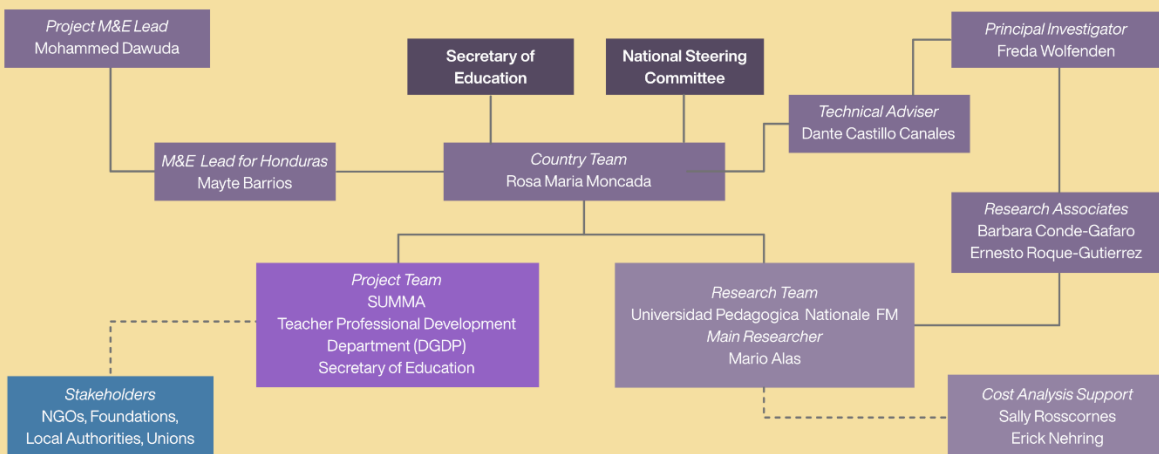 Project M&E Lead
Mohammed Dawuda
Secretary of
Education
National Steering
Committee
Principal Investigator
Freda Wolfenden
Technical Adviser
Dante Castillo Canales
M&E Lead for Honduras
Mayte Barrios
Country Team
Rosa Maria Moncada
Research Associates
Barbara Conde-Gafaro
Ernesto Roque-Gutierrez
Project Team
SUMMA
Teacher Professional Development
Department (DGDP)
Secretary of Education
Research Team
Universidad Pedagogica Nationale FM
Main Researcher
Mario Alas
Stakeholders
NGOs, Foundations,
Local Authorities, Unions
Cost Analysis Support
Sally Rosscornes
Erick Nehring